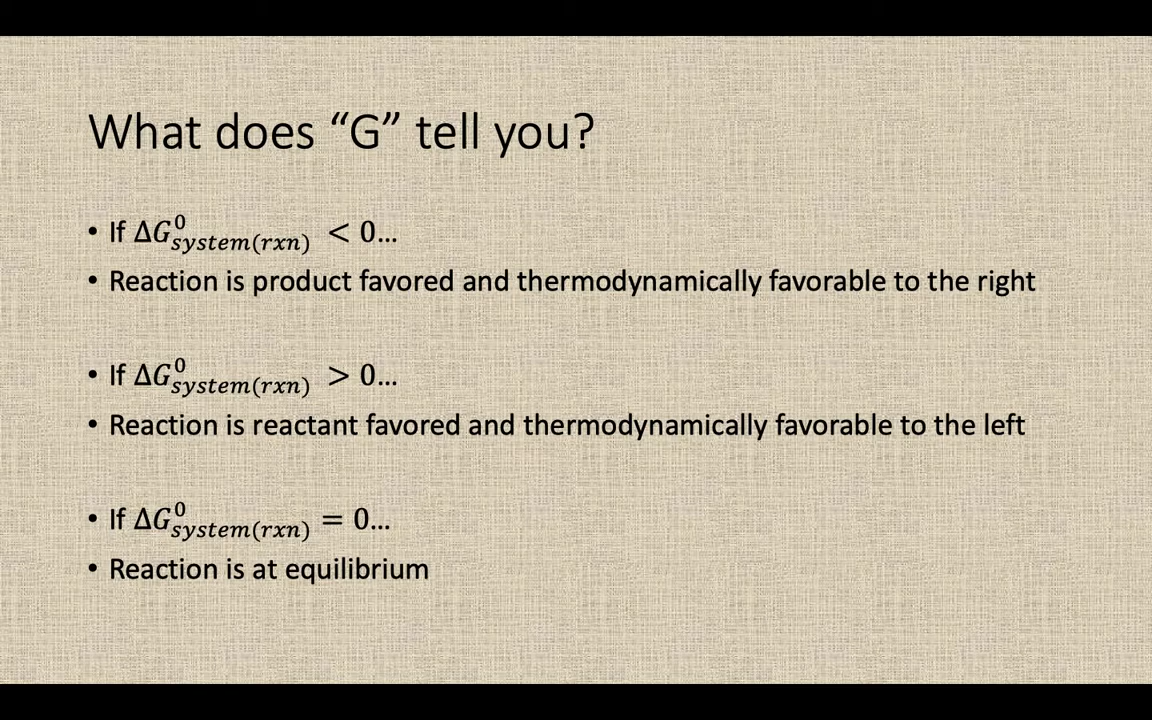 What does “G” tell you?
• If ΔG⁰system(rxn) < 0…
• Reaction is product favored and thermodynamically favorable to the right
• If ΔG⁰system(rxn) > 0…
• Reaction is reactant favored and thermodynamically favorable to the left
• If ΔG⁰system(rxn) = 0…
• Reaction is at equilibrium